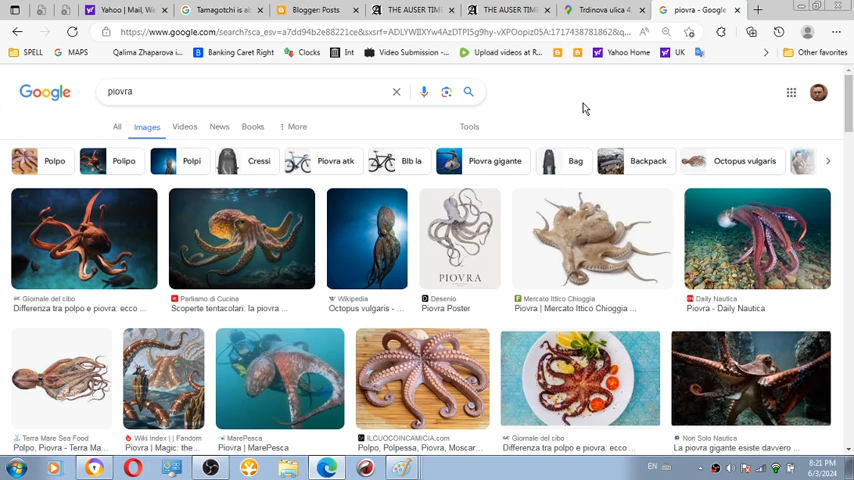 Yahoo | Mail, We
Tamagotchi is al
Blogger: Posts
THE AUSER TIM
THE AUSER TIM
Trdinova ulica 4
piovra - Google
https://www.google.com/search?sca_esv=a7dd94b2e88221ce&sxsrf=ADLYWIIXYw4AzDTPI5g9hy-vXPOopiz05A:1717438781862&q...
SPELL
MAPS
Qalima Zhaparova i...
Banking Caret Right
Clocks
Int
Video Submission -...
Upload videos at R...
Yahoo Home
UK
Other favorites
Google
piovra
All
Images
Videos
News
Books
More
Tools
Polpo
Polipo
Polpi
Cressi
Piovra atk
Blb la
Piovra gigante
Bag
Backpack
Octopus vulgaris
PIOVRA
Giornale del cibo
Differenza tra polpo e piovra: ecco ...
Parliamo di Cucina
Scoperte tentacolari: la piovra ...
Wikipedia
Octopus vulgaris - ...
Desenio
Piovra Poster
Mercato Ittico Chioggia
Piovra | Mercato Ittico Chioggia ...
Daily Nautica
Piovra - Daily Nautica
Terra Mare Sea Food
Polpo, Piovra - Terra Ma...
Wiki Index | | Fandom
Piovra | Magic: the...
MarePesca
Piovra | MarePesca
ILCUOCOINCAMICIA.com
Polpo, Polpessa, Piovra, Moscar...
Giornale del cibo
Differenza tra polpo e piovra: ecco ...
Non Solo Nautica
La piovra gigante esiste davvero ...
EN
8:21 PM
6/3/2024